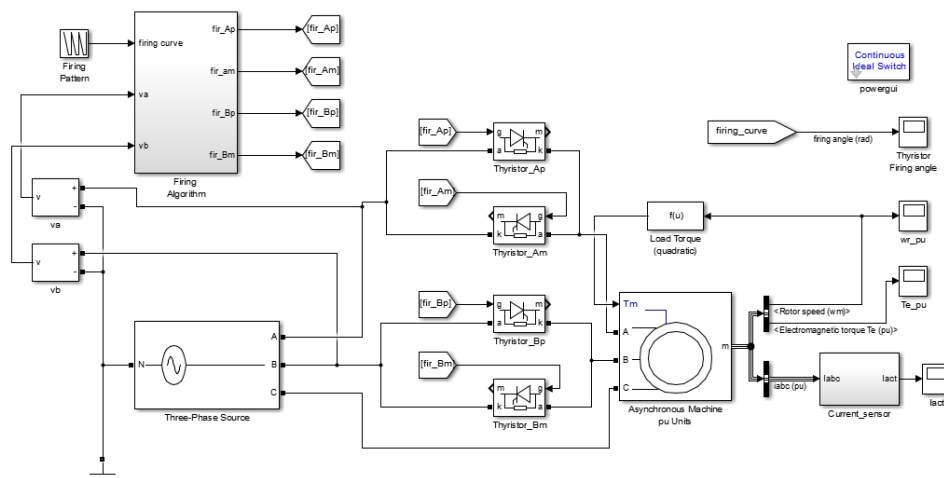 Firing
Pattern
firing curve
va
vb
fir_Ap
fir_am
fir_Bp
fir_Bm
Firing
Algorithm
[fir_Ap]
[fir_Am]
[fir_Bp]
[fir_Bm]
Continuous
Ideal Switch
powergui
firing_curve
firing angle (rad)
Thyristor
Firing angle
[fir_Ap]
g
m
a
k
Thyristor_Ap
[fir_Am
m
g
k
a
Thyristor_Am
v
+
-
va
v
+
-
vb
f(u)
Load Torque
(quadratic)
wr_pu
Te_pu
[fir_Bp]
g
m
a
k
Thyristor_Bp
[fir_Bm]
m
g
k
a
Thyristor_Bm
N
A
B
C
Three-Phase Source
Tm
A
B
C
m
Asynchronous Machine
pu Units
<Rotor speed (wm)>
<Electromagnetic torque Te (pu)>
iabc (pu)
Iabc
Iact
Current_sensor
Iact